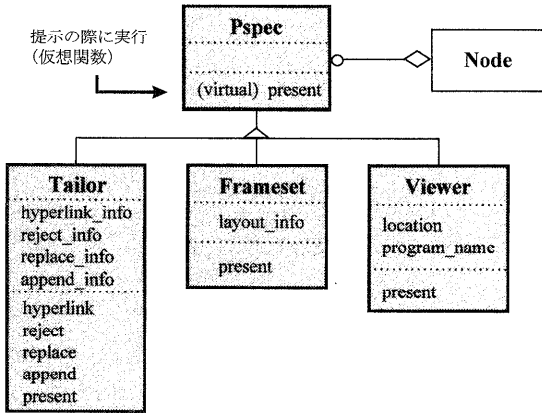 提示の際に実行
(仮想関数)
Pspec
(virtual) present
Node
Tailor
hyperlink_info
reject_info
replace_info
append_info
hyperlink
reject
replace
append
present
Frameset
layout_info
present
Viewer
location
program_name
present